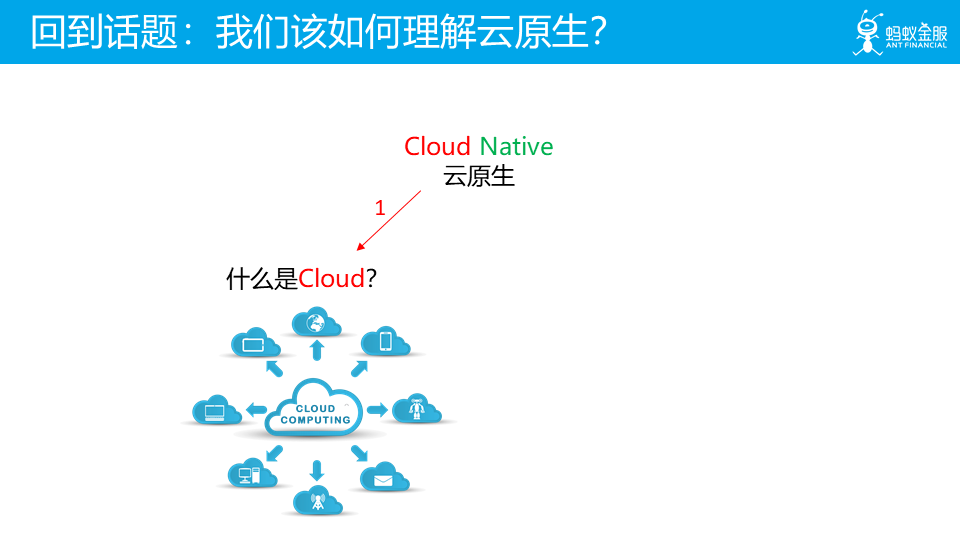 回到话题：我们该如何理解云原生？
蚂蚁金服
ANT FINANCIAL
Cloud Native
云原生
1
什么是Cloud？
CLOUD
COMPUTING